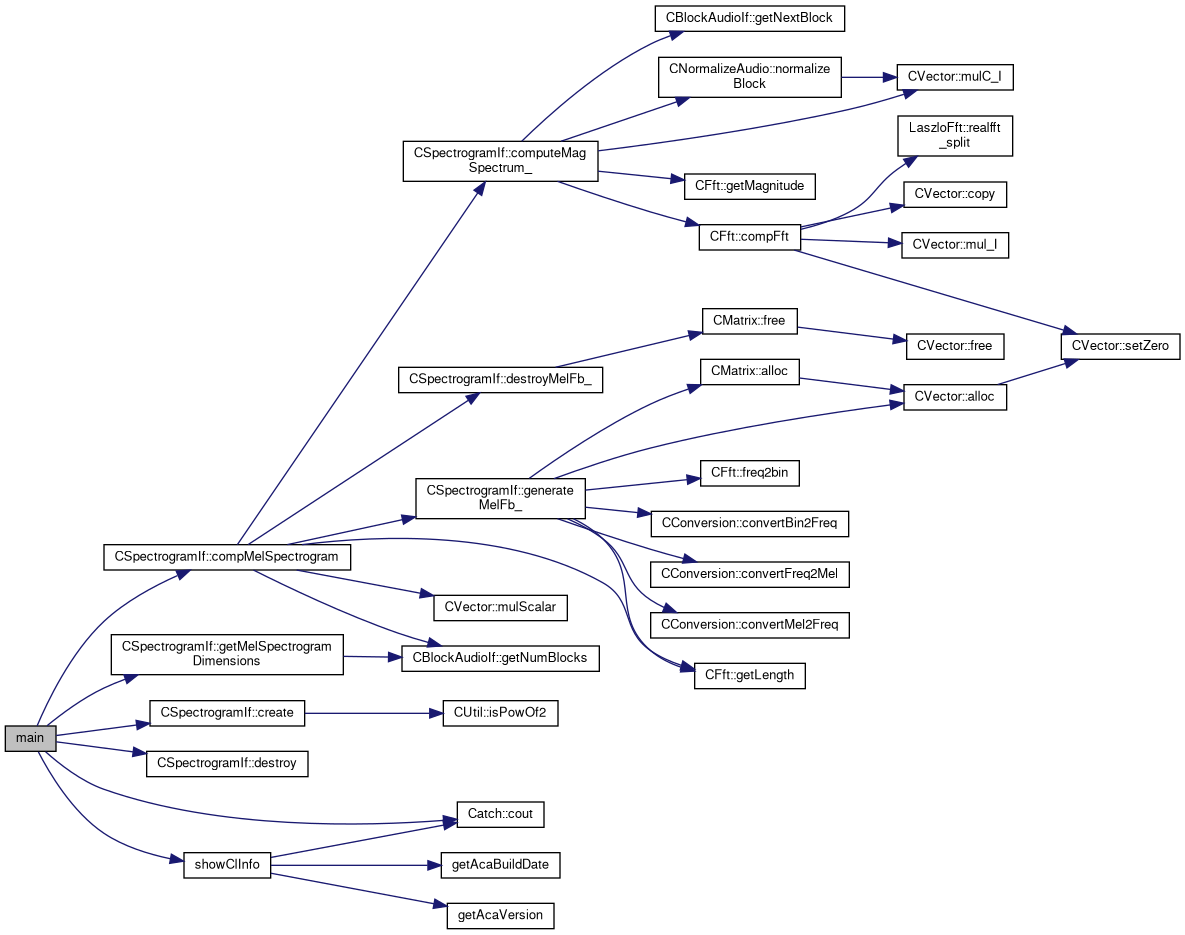 CBlockAudioIf::getNextBlock
CNormalizeAudio::normalize
Block
CVector::mulC_I
LaszloFft::realfft
_split
CSpectrogramIf::computeMag
Spectrum_
CFft::getMagnitude
CVector::copy
CFft::compFft
CVector::mul_I
CMatrix::free
CVector::free
CVector::setZero
CSpectrogramIf::destroyMelFb_
CMatrix::alloc
CVector::alloc
CSpectrogramIf::generate
MelFb_
CFft::freq2bin
CConversion::convertBin2Freq
CSpectrogramIf::compMelSpectrogram
CConversion::convertFreq2Mel
CVector::mulScalar
CConversion::convertMel2Freq
CSpectrogramIf::getMelSpectrogram
Dimensions
CBlockAudioIf::getNumBlocks
CFft::getLength
main
CSpectrogramIf::create
CUtil::isPowOf2
CSpectrogramIf::destroy
Catch::cout
showClInfo
getAcaBuildDate
getAcaVersion